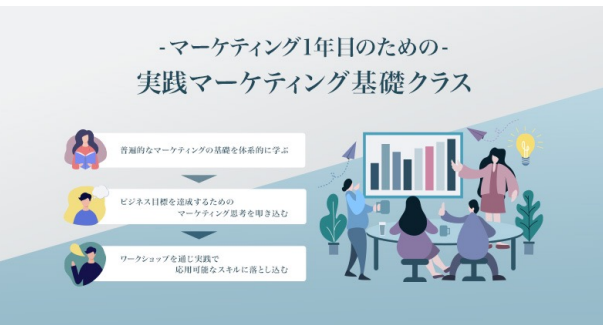 -マーケティング1年目のための-
実践マーケティング基礎クラス
普遍的なマーケティングの基礎を体系的に学ぶ
ビジネス目標を達成するための
マーケティング思考を叩き込む
ワークショップを通じ実践で
応用可能なスキルに落とし込む